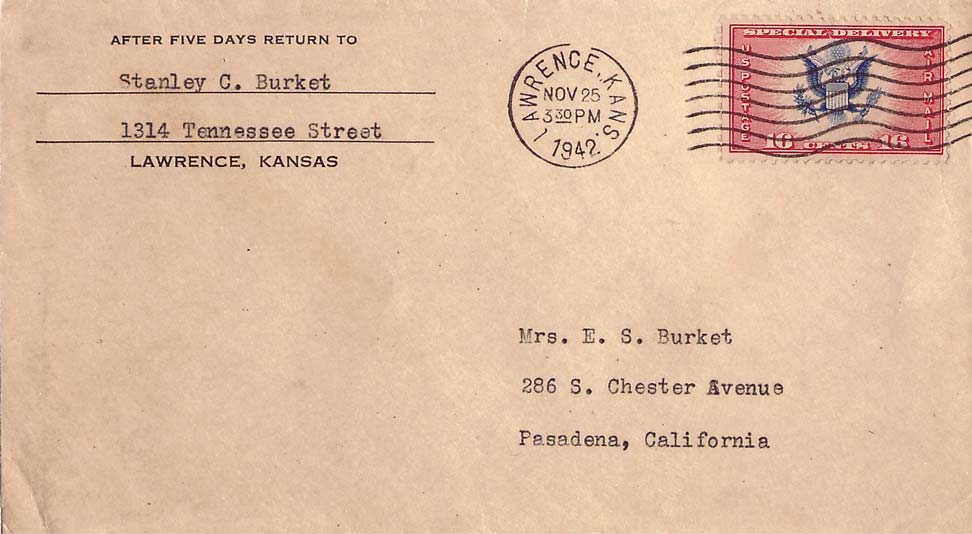 AFTER FIVE DAYS RETURN TO
Stanley C. Burket
1314 Tennessee Street
LAWRENCE, KANSAS
LAWRENCE, KANS.
NOV 25
3 30 PM
1942
1
SPECIAL DELIVERY
U S POSTAGE
AIR MAIL
16 CENTS 16
Mrs. E. S. Burket
286 S. Chester Avenue
Pasadena, California